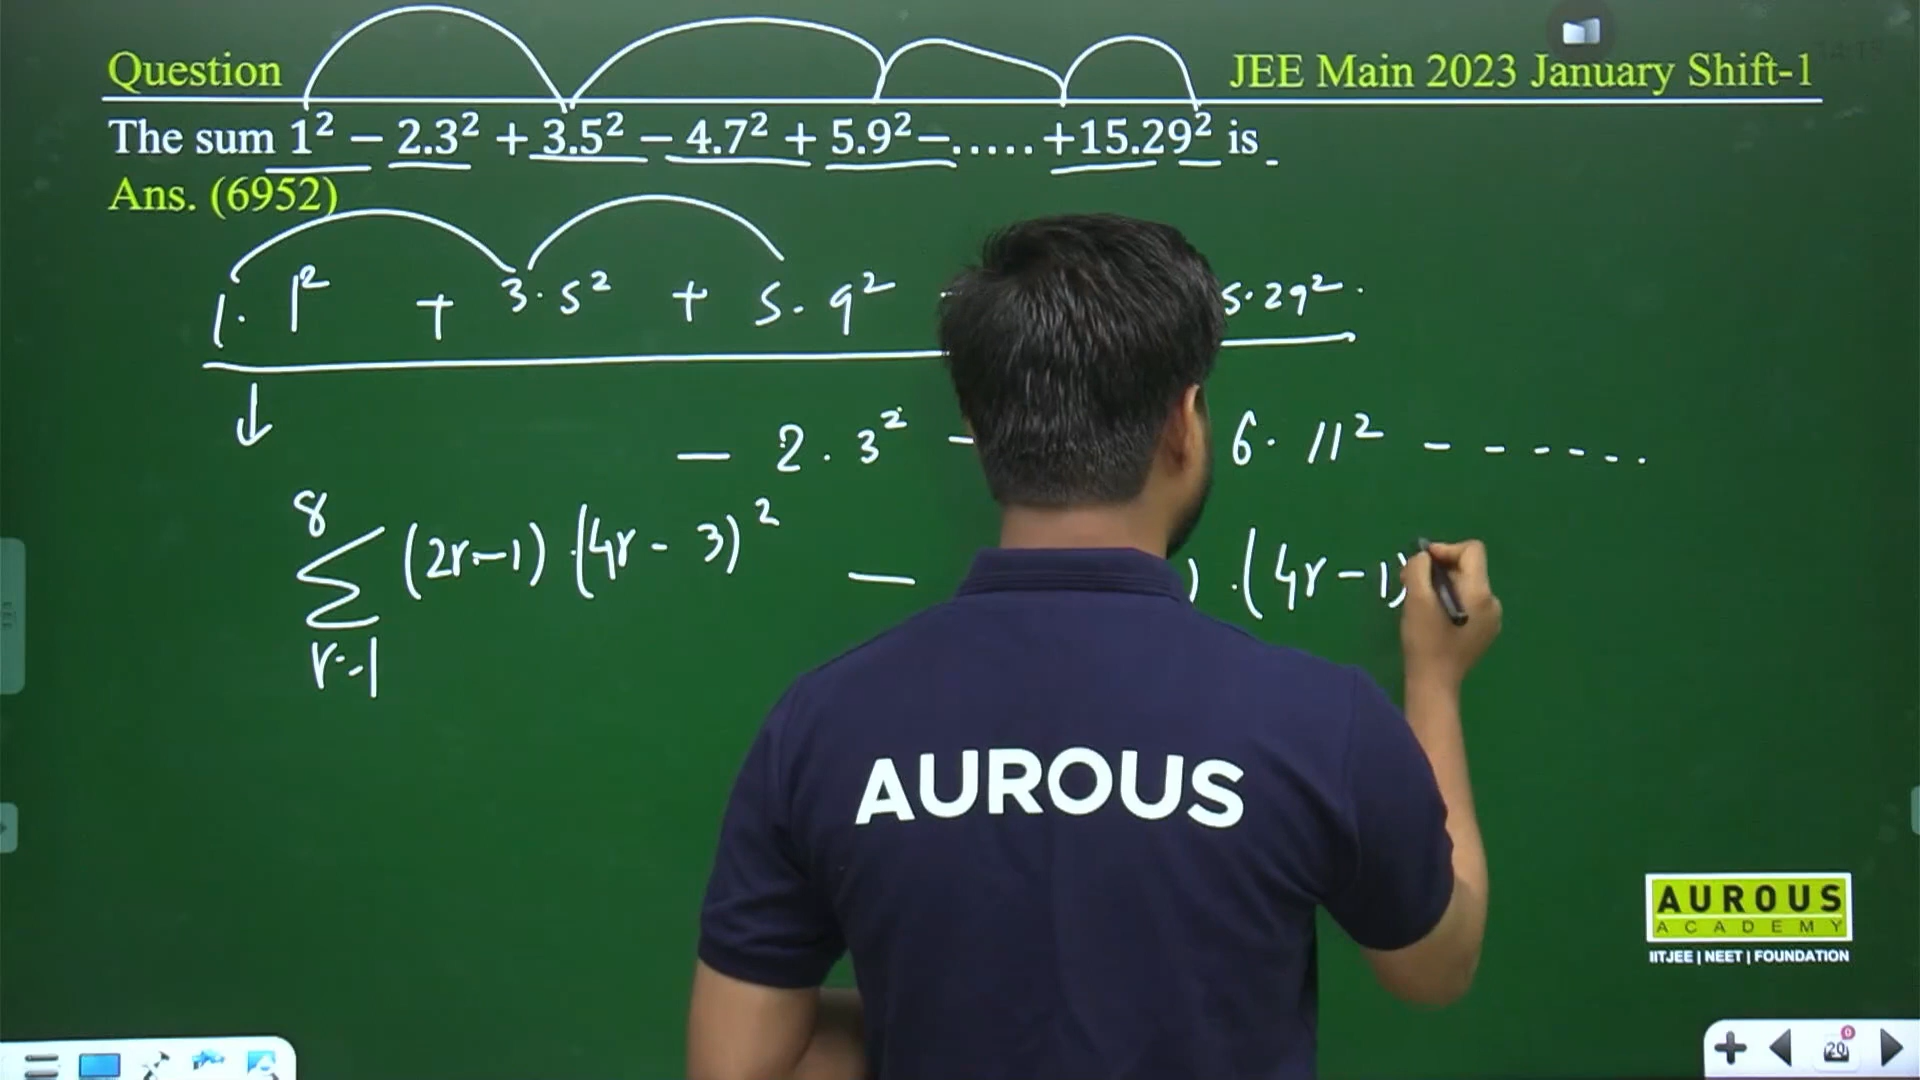 Question JEE Main 2023 January Shift-1
The sum 1² − 2.3² + 3.5² − 4.7² + 5.9² −..... +15.29² is
Ans. (6952)
1. 1² + 3.5² + 5.9² 5.29².
− 2.3² − 6.11² - - - - - -
8
∑ (2r-1).(4r-3)² − ) .(4r-1)
r=1
AUROUS
AUROUS
ACADEMY
IITJEE | NEET | FOUNDATION
20
0